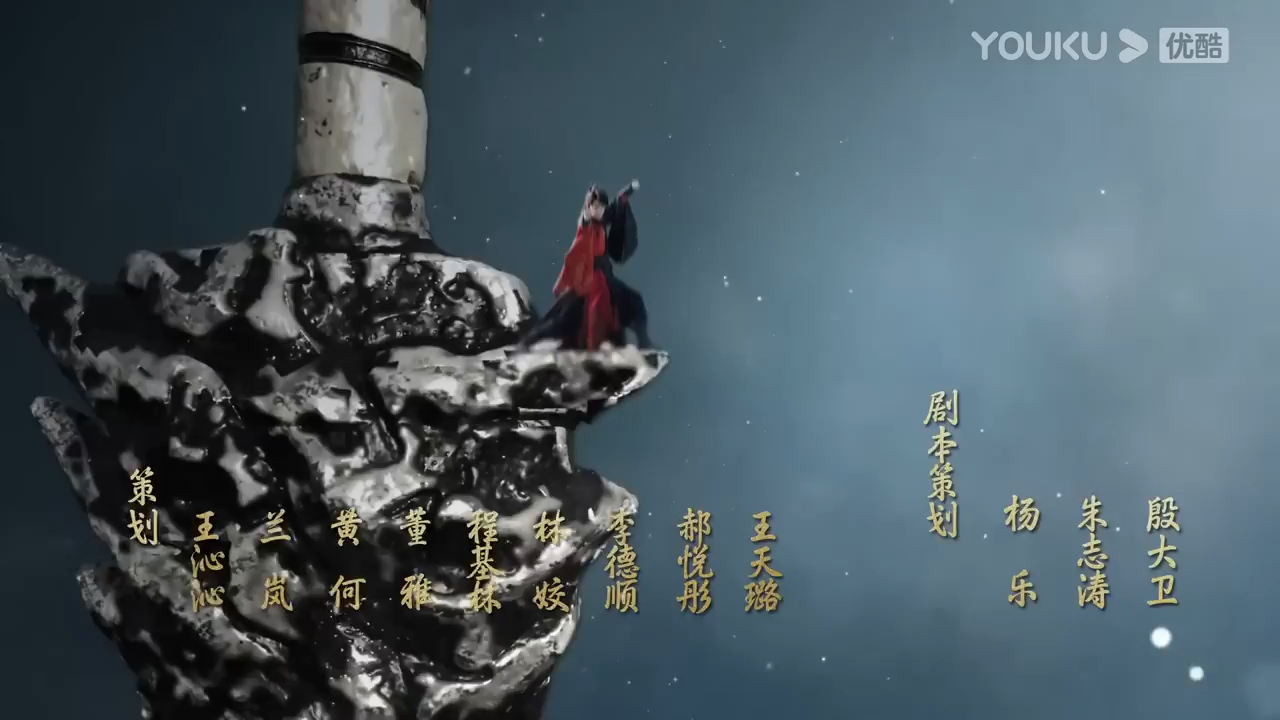 YOUKU 优酷
策划
王沁沁
兰岚
黄何
董雅
程基林
林姣
李德顺
郝悦彤
王天璐
剧本策划
杨乐
朱志涛
殷大卫